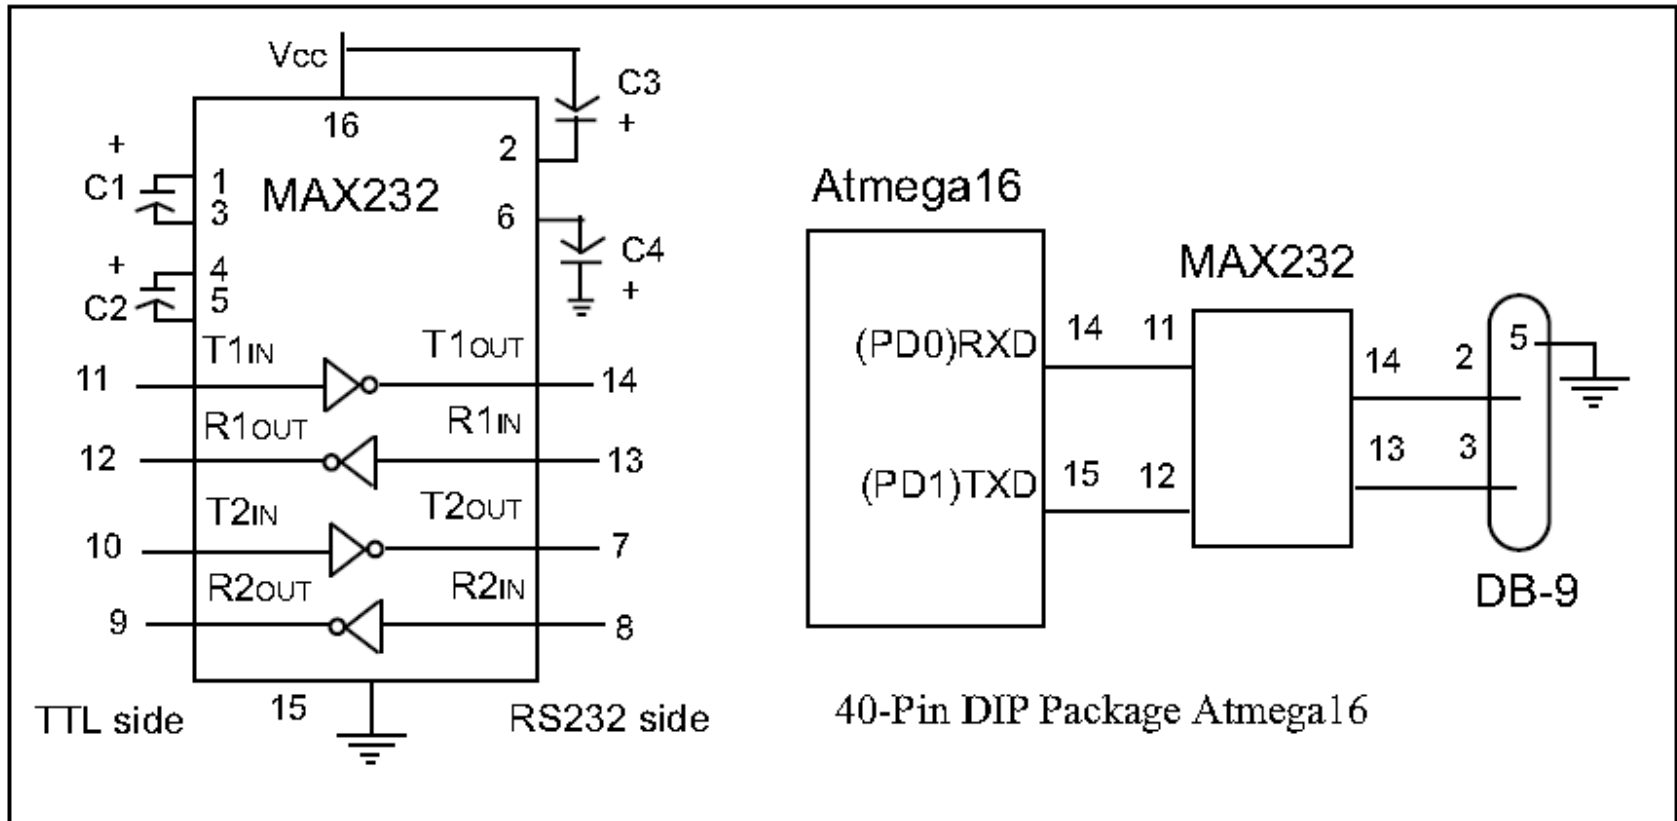 Vcc
16
C3
+
2
+
C1
1
3
MAX232
6
C4
+
+
C2
4
5
T1IN
T1OUT
11
14
R1OUT
R1IN
12
13
T2IN
T2OUT
10
7
R2OUT
R2IN
9
8
15
TTL side
RS232 side
Atmega16
MAX232
(PD0)RXD
14
11
14
2
5
(PD1)TXD
15
12
13
3
DB-9
40-Pin DIP Package Atmega16